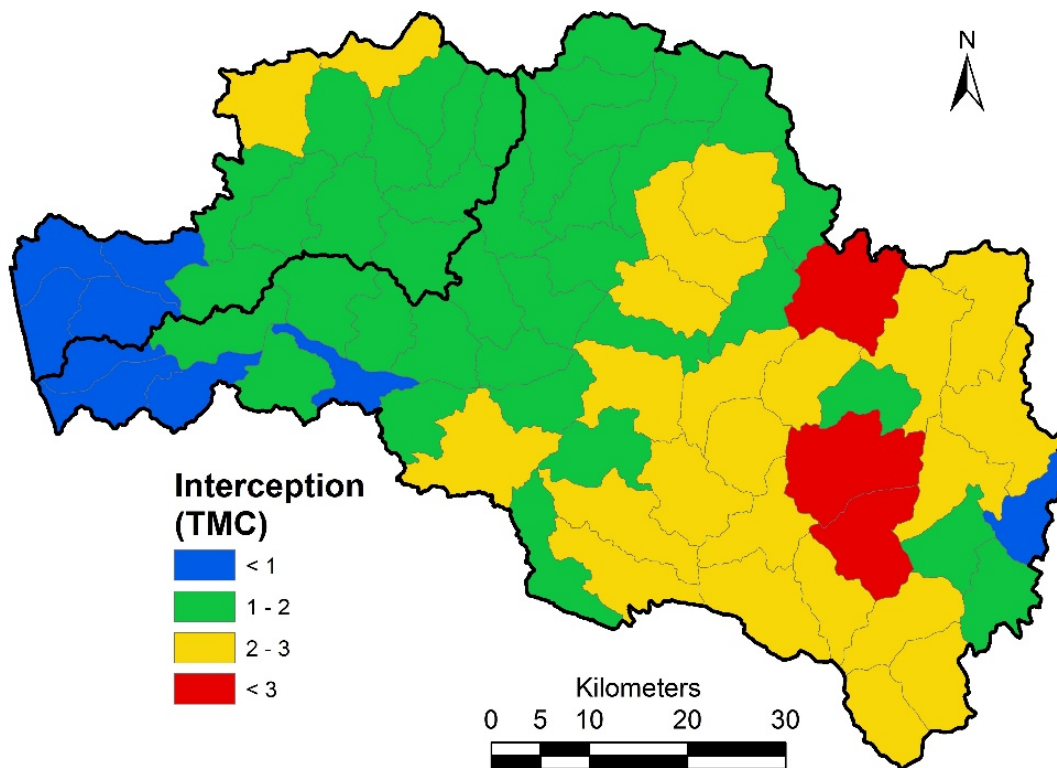 N
Interception
(TMC)
< 1
1 - 2
2 - 3
< 3
Kilometers
0 5 10 20 30